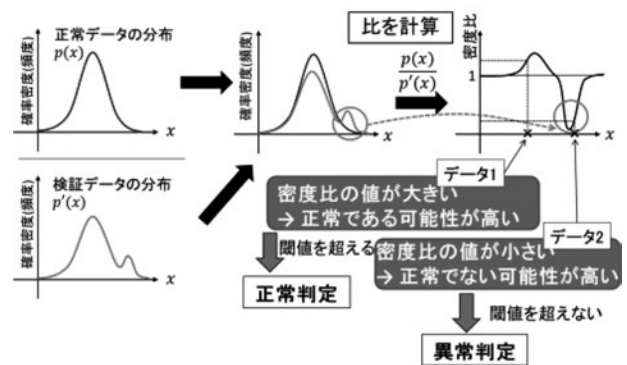 正常データの分布
p(x)
確率密度(頻度)
x
検証データの分布
p'(x)
確率密度(頻度)
x
確率密度(頻度)
x
比を計算
p(x)
p'(x)
密度比
1
x
データ1
データ2
密度比の値が大きい
→ 正常である可能性が高い
閾値を超える
正常判定
密度比の値が小さい
→ 正常でない可能性が高い
閾値を超えない
異常判定